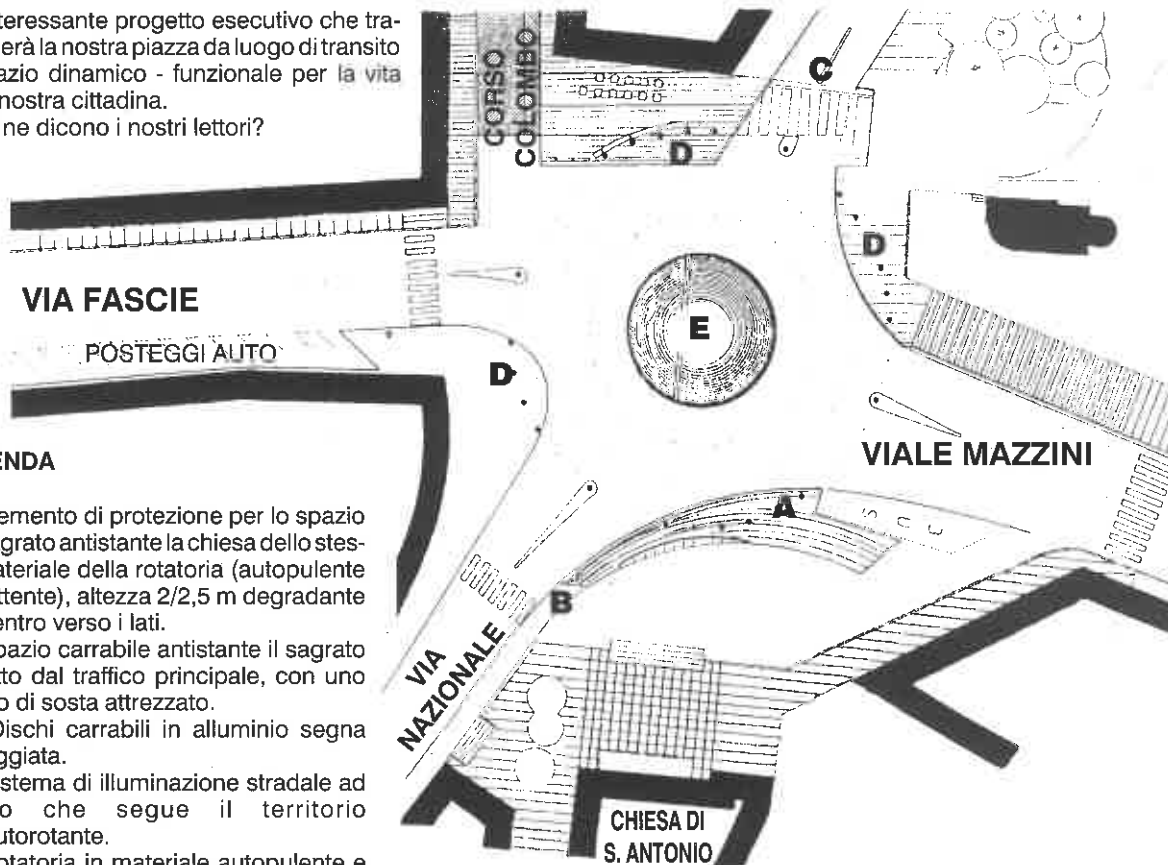 teressante progetto esecutivo che tra-
erà la nostra piazza da luogo di transito
azio dinamico - funzionale per la vita
nostra cittadina.
ne dicono i nostri lettori?
CORSO
COLOMBO
C
D
D
VIA FASCIE
POSTEGGI AUTO
E
D
VIALE MAZZINI
A
B
VIA
NAZIONALE
CHIESA DI
S. ANTONIO
ENDA
emento di protezione per lo spazio
grato antistante la chiesa dello stes-
ateriale della rotatoria (autopulente
ttente), altezza 2/2,5 m degradante
entro verso i lati.
pazio carrabile antistante il sagrato
tto dal traffico principale, con uno
o di sosta attrezzato.
Dischi carrabili in alluminio segna
ggiata.
stema di illuminazione stradale ad
o che segue il territorio
utorotante.
otatoria in materiale autopulente e